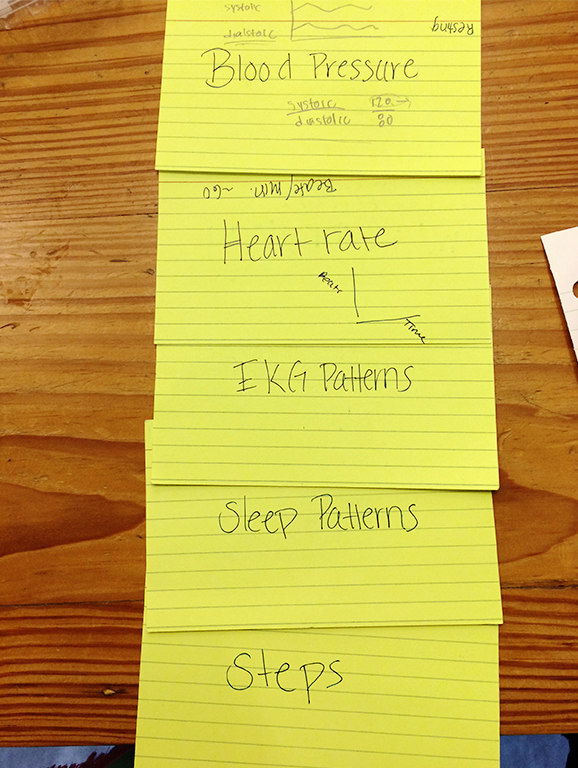 systolic
diastolic
Resting
Blood Pressure
systolic 120
diastolic 80
Beats/min. ~60
Heart rate
Beats
Time
EKG Patterns
Sleep Patterns
Steps